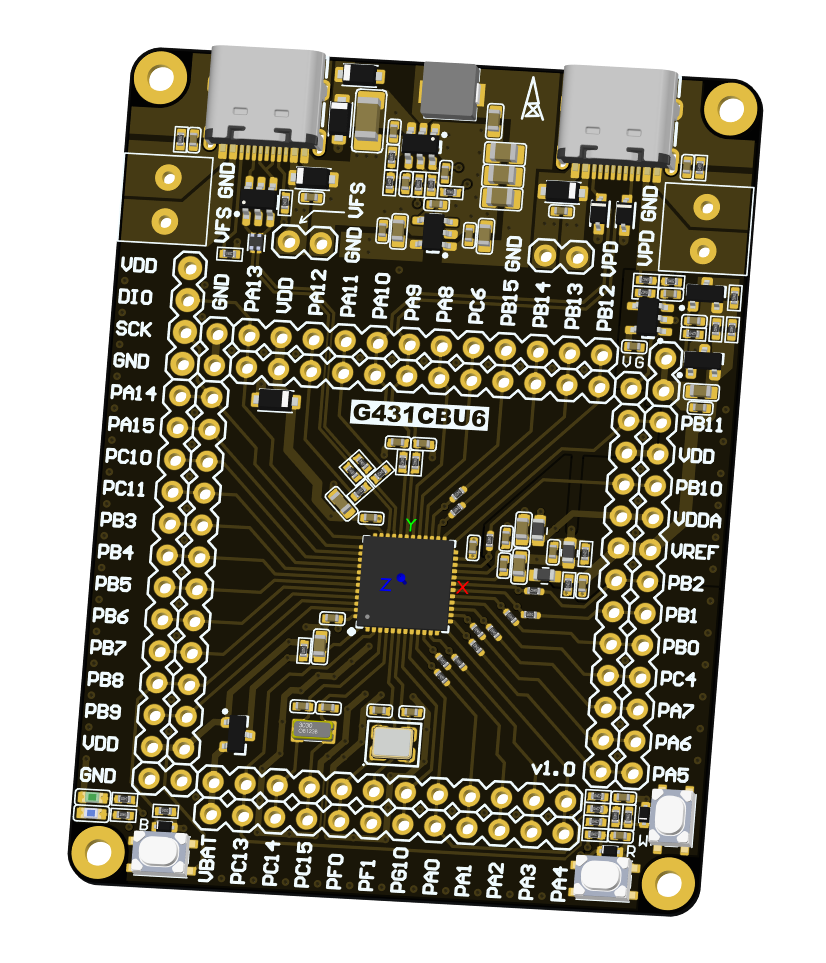 GND
VFS
VFS
GND
GND
VPD
VPD
GND
VDD
DIO
SCK
GND
PA14
PA15
PC10
PC11
PB3
PB4
PB5
PB6
PB7
PB8
PB9
VDD
GND
GND
PA13
VDD
PA12
PA11
PA10
PA9
PA8
PC6
PB15
PB14
PB13
PB12
VG
G431CBU6
PB11
VDD
PB10
VDDA
VREF
PB2
PB1
PB0
PC4
PA7
PA6
PA5
Y
Z
X
v1.0
B
W
R
VBAT
PC13
PC14
PC15
PF0
PF1
PG10
PA0
PA1
PA2
PA3
PA4